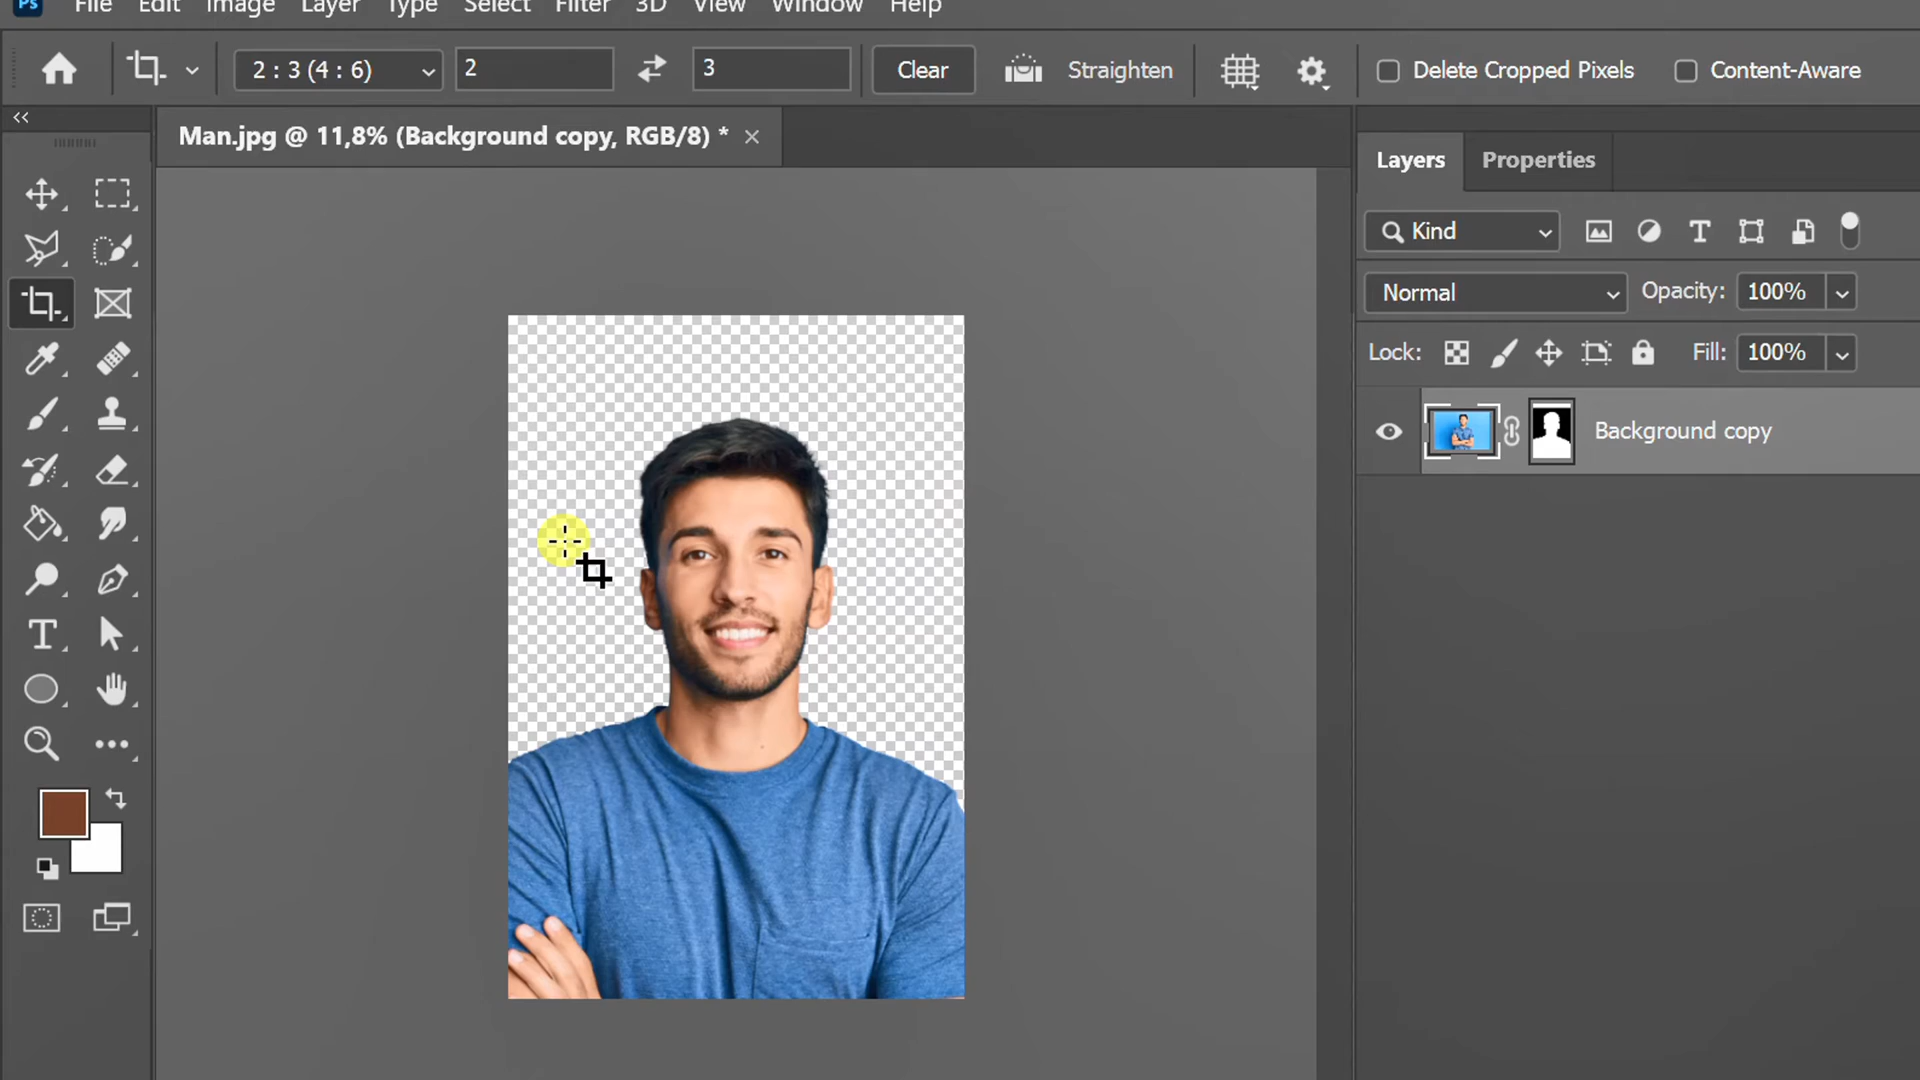 Ps File Edit Image Layer Type Select Filter 3D View Window Help
2 : 3 (4 : 6) 2 3 Clear Straighten Delete Cropped Pixels Content-Aware
Man.jpg @ 11,8% (Background copy, RGB/8) *
Layers Properties
Kind
Normal Opacity: 100%
Lock: Fill: 100%
Background copy